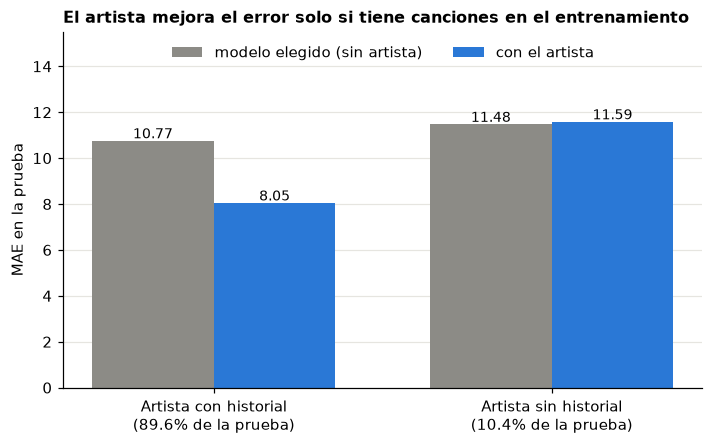 El artista mejora el error solo si tiene canciones en el entrenamiento
modelo elegido (sin artista)
con el artista
MAE en la prueba
14
12
10
8
6
4
2
0
10.77
8.05
11.48
11.59
Artista con historial
(89.6% de la prueba)
Artista sin historial
(10.4% de la prueba)